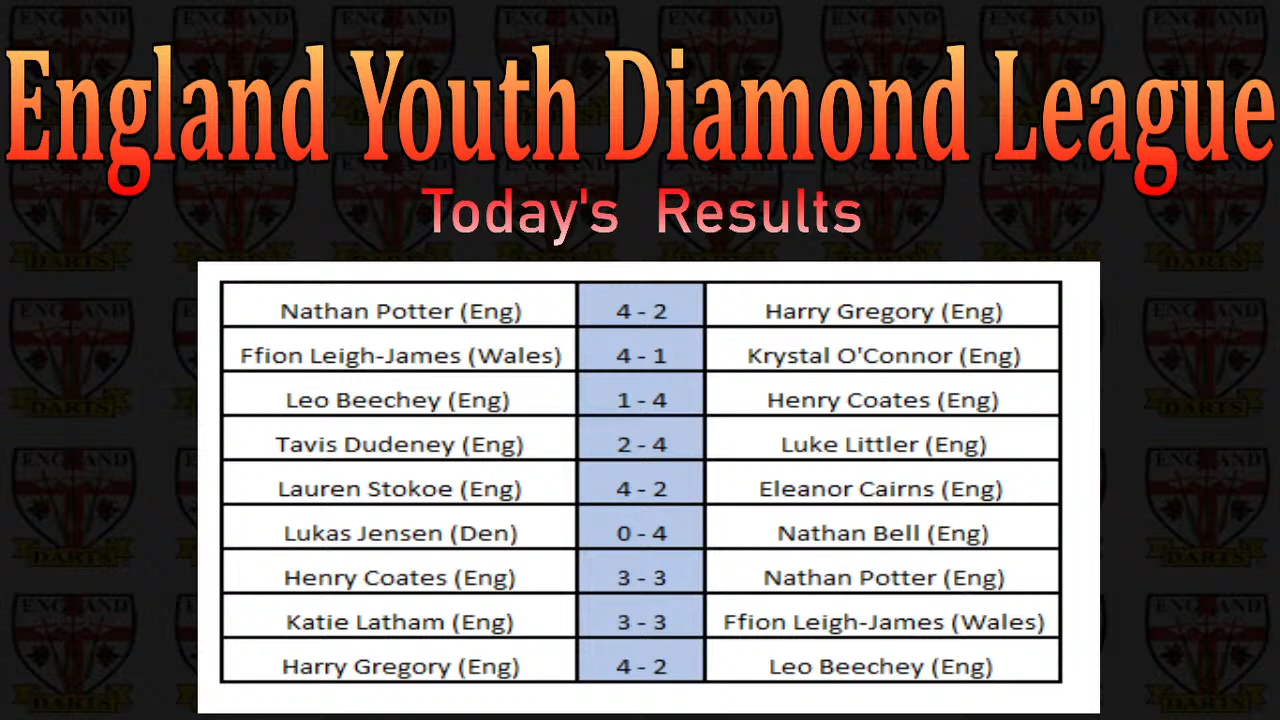 England Youth Diamond League
Today's Results
Nathan Potter (Eng) 4 - 2 Harry Gregory (Eng)
Ffion Leigh-James (Wales) 4 - 1 Krystal O'Connor (Eng)
Leo Beechey (Eng) 1 - 4 Henry Coates (Eng)
Tavis Dudeney (Eng) 2 - 4 Luke Littler (Eng)
Lauren Stokoe (Eng) 4 - 2 Eleanor Cairns (Eng)
Lukas Jensen (Den) 0 - 4 Nathan Bell (Eng)
Henry Coates (Eng) 3 - 3 Nathan Potter (Eng)
Katie Latham (Eng) 3 - 3 Ffion Leigh-James (Wales)
Harry Gregory (Eng) 4 - 2 Leo Beechey (Eng)
ENGLAND
DARTS